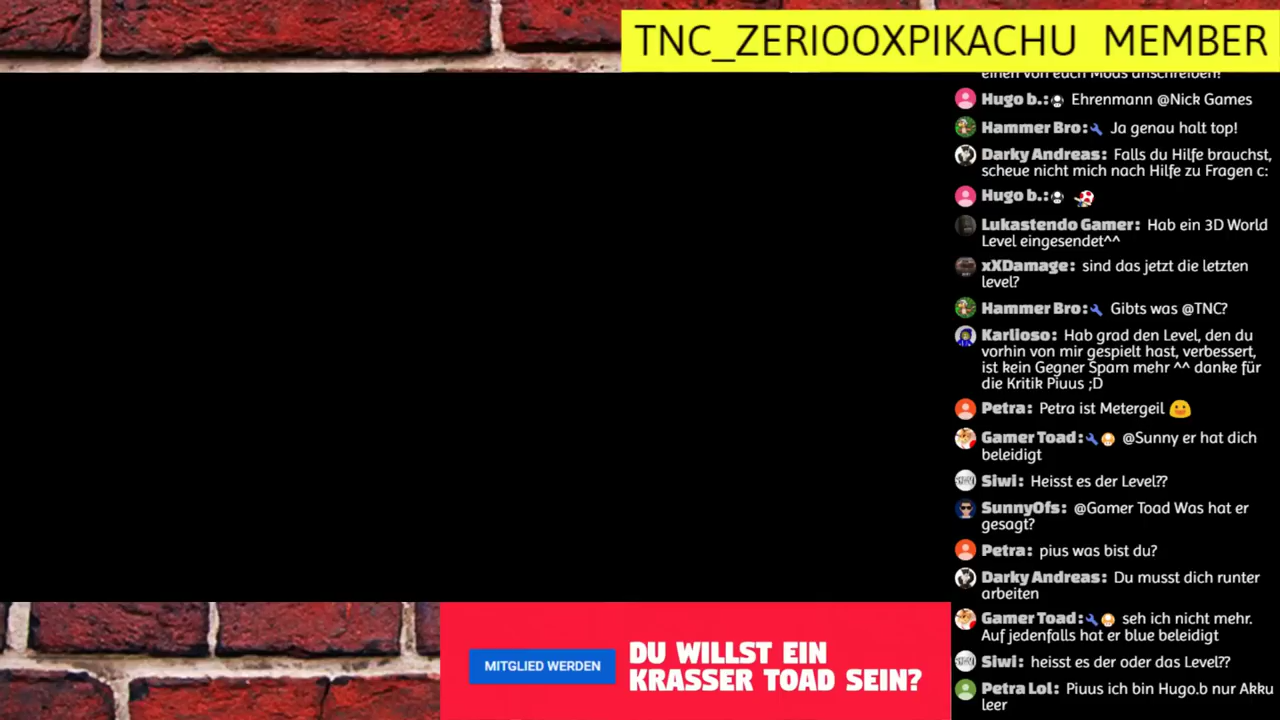 TNC_ZERIOOXPIKACHU MEMBER
einen von euch Mods anschreiben!
Hugo b.: Ehrenmann @Nick Games
Hammer Bro: Ja genau halt top!
Darky Andreas: Falls du Hilfe brauchst,
scheue nicht mich nach Hilfe zu Fragen c:
Hugo b.:
Lukastendo Gamer: Hab ein 3D World
Level eingesendet^^
xXDamage: sind das jetzt die letzten
level?
Hammer Bro: Gibts was @TNC?
Karlioso: Hab grad den Level, den du
vorhin von mir gespielt hast, verbessert,
ist kein Gegner Spam mehr ^^ danke für
die Kritik Piuus ;D
Petra: Petra ist Metergeil
Gamer Toad: @Sunny er hat dich
beleidigt
Siwi: Heisst es der Level??
SunnyOfs: @Gamer Toad Was hat er
gesagt?
Petra: pius was bist du?
Darky Andreas: Du musst dich runter
arbeiten
Gamer Toad: seh ich nicht mehr.
Auf jedenfalls hat er blue beleidigt
Siwi: heisst es der oder das Level??
Petra Lol: Piuus ich bin Hugo.b nur Akku
leer
MITGLIED WERDEN
DU WILLST EIN
KRASSER TOAD SEIN?